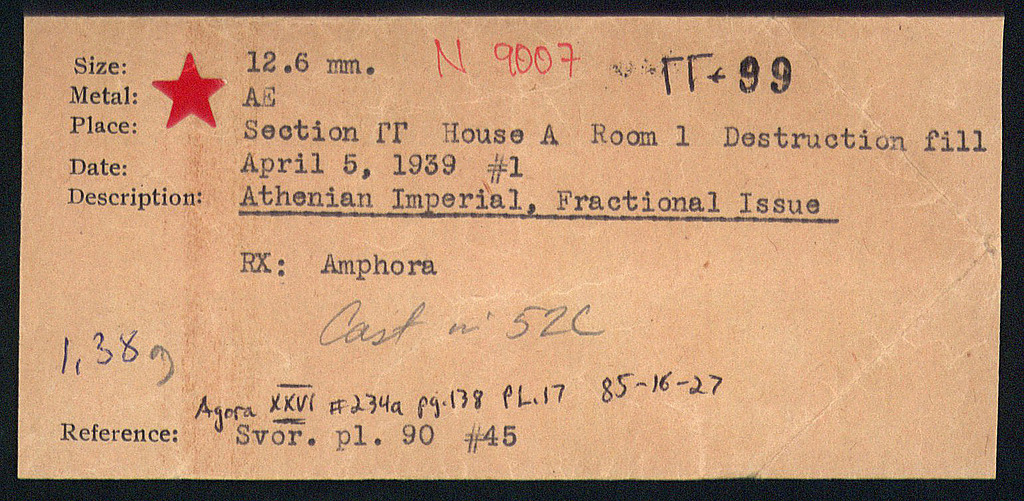 N 9007 ΓΓ-99
Size: 12.6 mm.
Metal: AE
Place: Section ΓΓ House A Room 1 Destruction fill
Date: April 5, 1939 #1
Description: Athenian Imperial, Fractional Issue
RX: Amphora
Cast in 52C
1,38g
Agora XXVI #234a pg.138 PL.17 85-16-27
Reference: Svor. pl. 90 #45